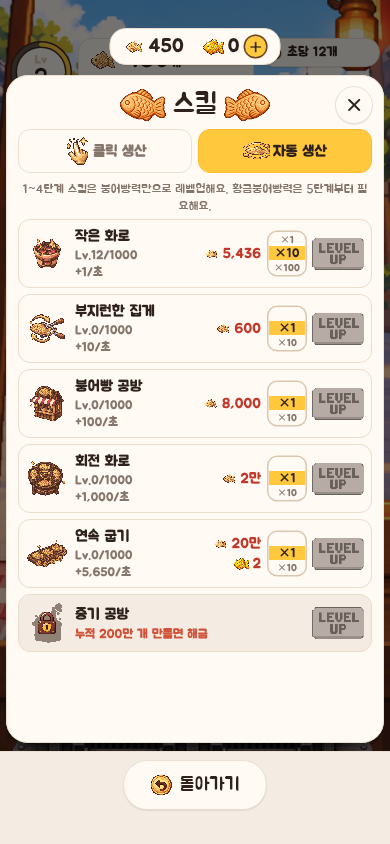 450
0
초당 12개
Lv
스킬
클릭 생산
자동 생산
1~4단계 스킬은 붕어빵력만으로 레벨업해요. 황금붕어빵력은 5단계부터 필
요해요.
작은 화로
Lv.12/1000
+1/초
5,436
×1
×10
×100
LEVEL
UP
부지런한 집게
Lv.0/1000
+10/초
600
×1
×10
LEVEL
UP
붕어빵 공방
Lv.0/1000
+100/초
8,000
×1
×10
LEVEL
UP
회전 화로
Lv.0/1000
+1,000/초
2만
×1
×10
LEVEL
UP
연속 굽기
Lv.0/1000
+5,650/초
20만
2
×1
×10
LEVEL
UP
증기 공방
누적 200만 개 만들면 해금
LEVEL
UP
돌아가기